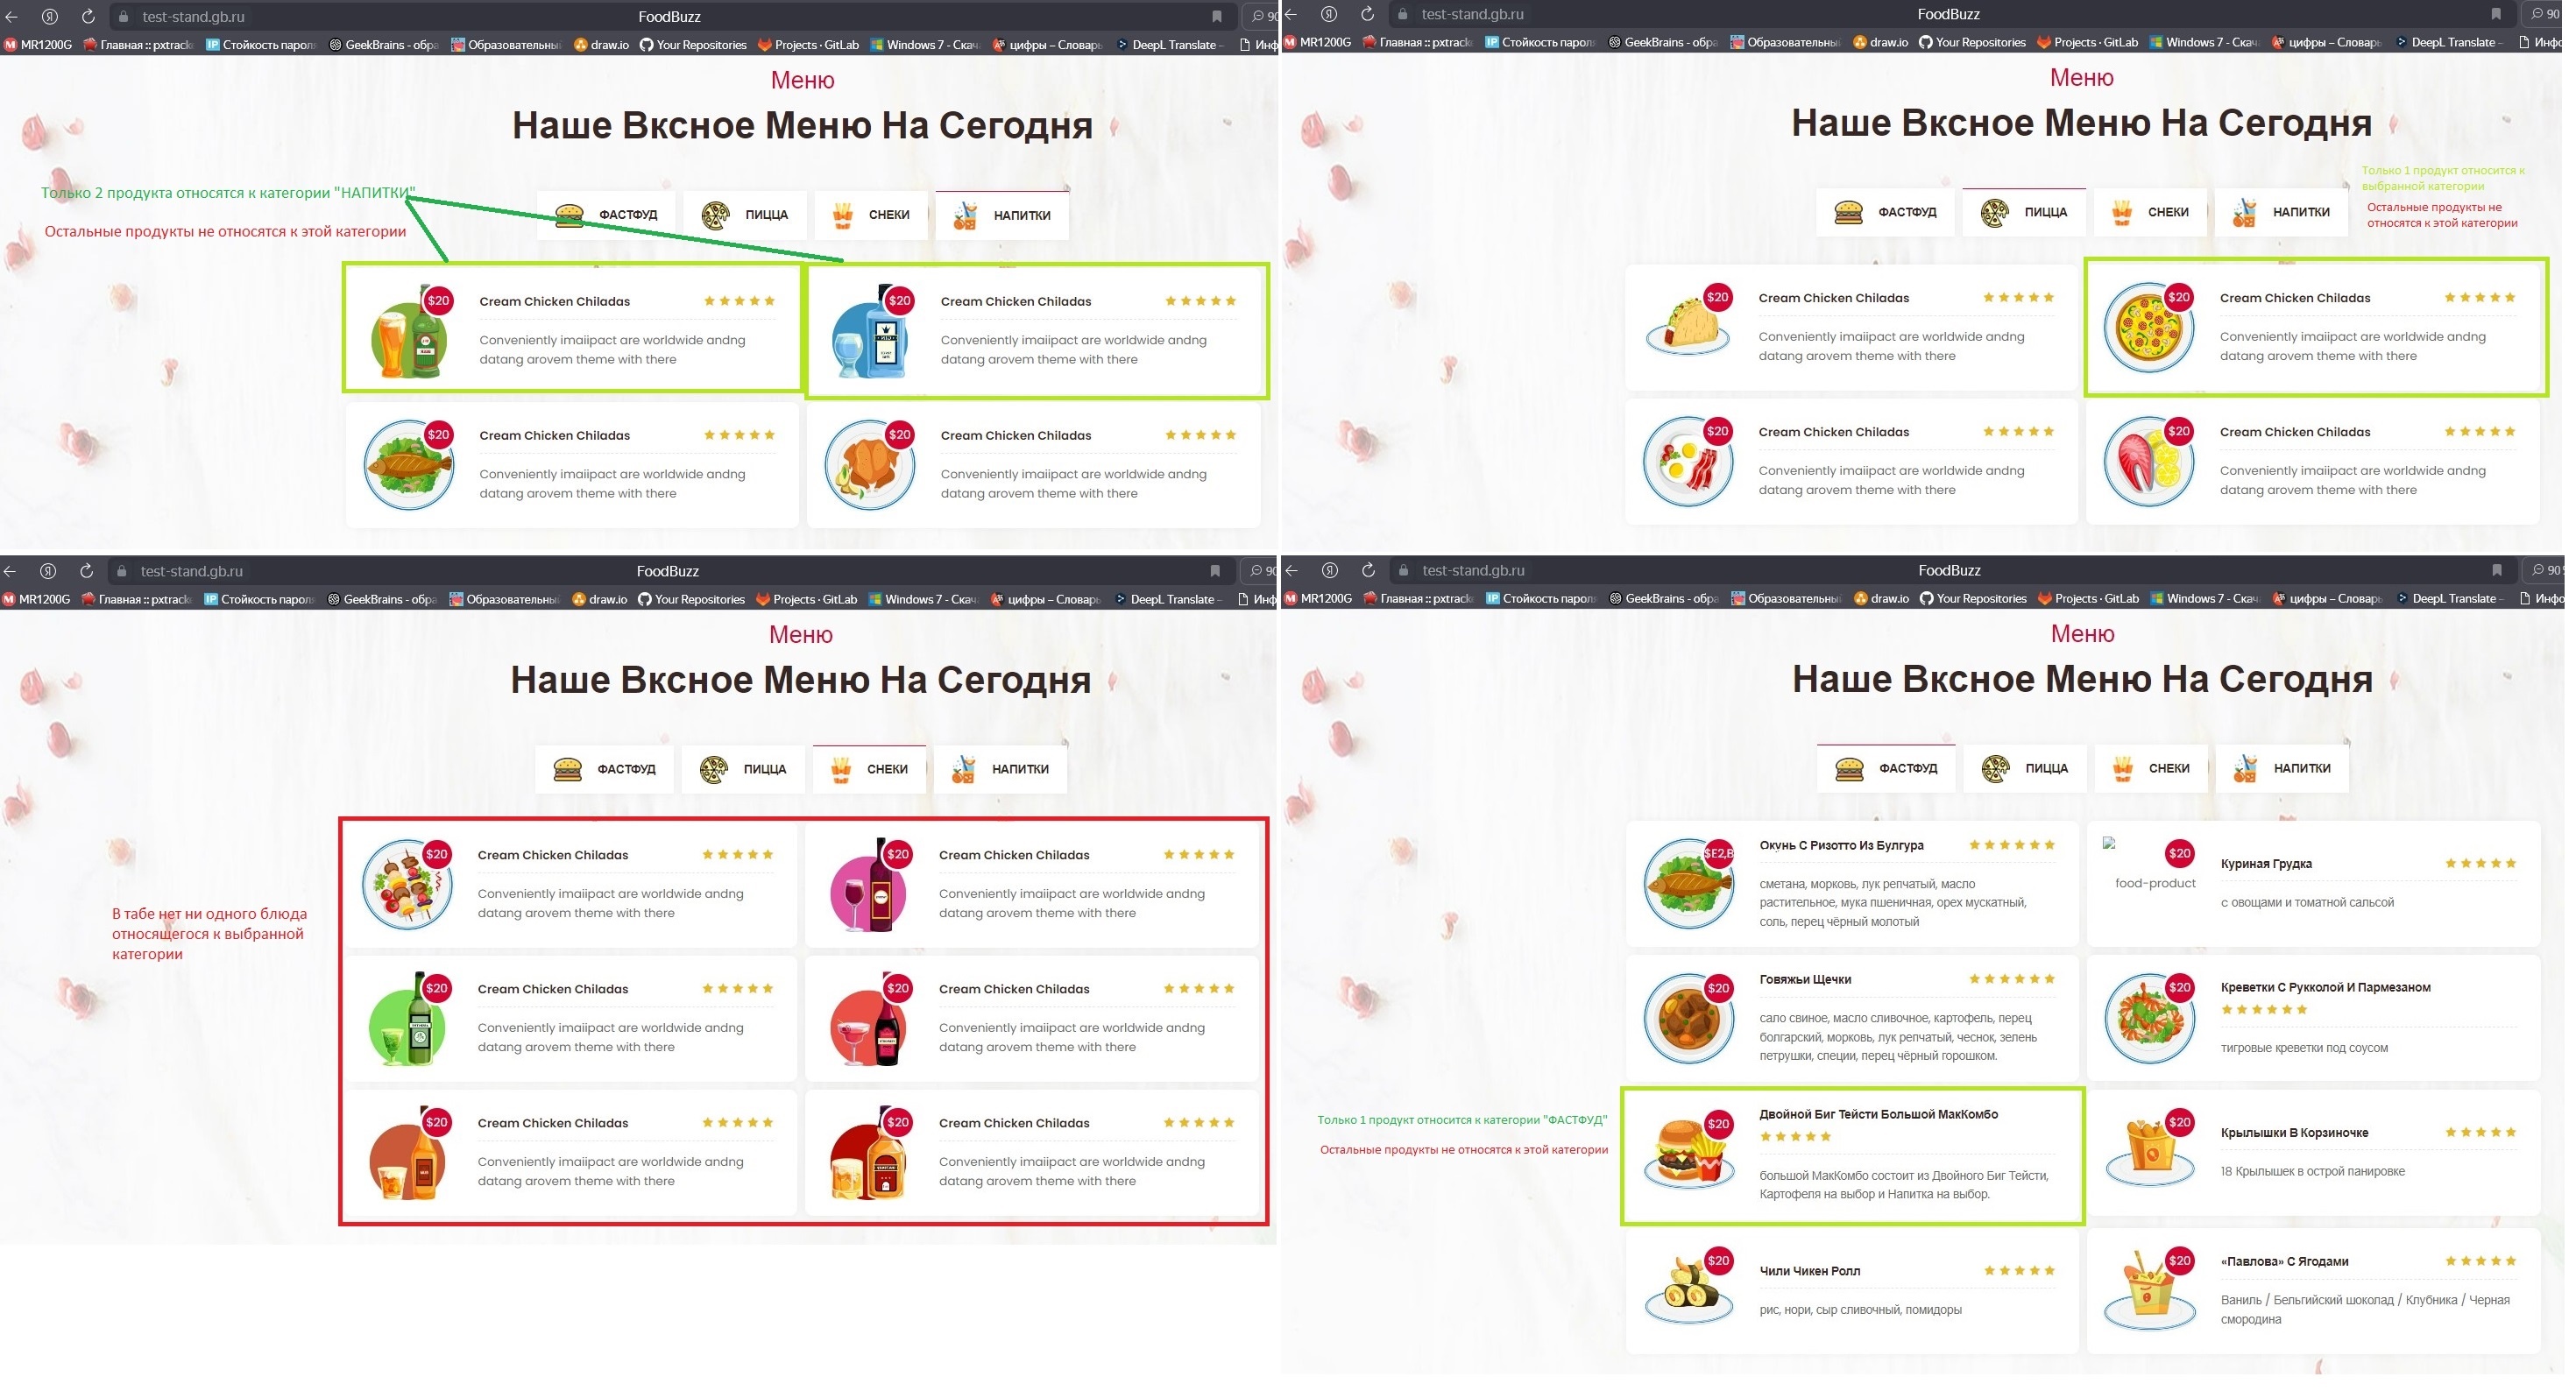 test-stand.gb.ru
FoodBuzz
90
MR1200G
Главная :: pxtrack
Стойкость пароля
GeekBrains - обра
Образовательны
draw.io
Your Repositories
Projects · GitLab
Windows 7 - Скач
цифры – Словарь
DeepL Translate –
Инф
Меню
Наше Вксное Меню На Сегодня
Только 2 продукта относятся к категории "НАПИТКИ"
Остальные продукты не относятся к этой категории
ФАСТФУД
ПИЦЦА
СНЕКИ
НАПИТКИ
$20
Cream Chicken Chiladas
Conveniently imaiipact are worldwide andng
datang arovem theme with there
$20
Cream Chicken Chiladas
Conveniently imaiipact are worldwide andng
datang arovem theme with there
$20
Cream Chicken Chiladas
Conveniently imaiipact are worldwide andng
datang arovem theme with there
$20
Cream Chicken Chiladas
Conveniently imaiipact are worldwide andng
datang arovem theme with there
test-stand.gb.ru
FoodBuzz
90
MR1200G
Главная :: pxtrack
Стойкость пароля
GeekBrains - обра
Образовательны
draw.io
Your Repositories
Projects · GitLab
Windows 7 - Скач
цифры – Словарь
DeepL Translate –
Инфо
Меню
Наше Вксное Меню На Сегодня
Только 1 продукт относится к
выбранной категории
Остальные продукты не
относятся к этой категории
ФАСТФУД
ПИЦЦА
СНЕКИ
НАПИТКИ
$20
Cream Chicken Chiladas
Conveniently imaiipact are worldwide andng
datang arovem theme with there
$20
Cream Chicken Chiladas
Conveniently imaiipact are worldwide andng
datang arovem theme with there
$20
Cream Chicken Chiladas
Conveniently imaiipact are worldwide andng
datang arovem theme with there
$20
Cream Chicken Chiladas
Conveniently imaiipact are worldwide andng
datang arovem theme with there
test-stand.gb.ru
FoodBuzz
90
MR1200G
Главная :: pxtrack
Стойкость пароля
GeekBrains - обра
Образовательны
draw.io
Your Repositories
Projects · GitLab
Windows 7 - Скач
цифры – Словарь
DeepL Translate –
Инф
Меню
Наше Вксное Меню На Сегодня
ФАСТФУД
ПИЦЦА
СНЕКИ
НАПИТКИ
В табе нет ни одного блюда
относящегося к выбранной
категории
$20
Cream Chicken Chiladas
Conveniently imaiipact are worldwide andng
datang arovem theme with there
$20
Cream Chicken Chiladas
Conveniently imaiipact are worldwide andng
datang arovem theme with there
$20
Cream Chicken Chiladas
Conveniently imaiipact are worldwide andng
datang arovem theme with there
$20
Cream Chicken Chiladas
Conveniently imaiipact are worldwide andng
datang arovem theme with there
$20
Cream Chicken Chiladas
Conveniently imaiipact are worldwide andng
datang arovem theme with there
$20
Cream Chicken Chiladas
Conveniently imaiipact are worldwide andng
datang arovem theme with there
test-stand.gb.ru
FoodBuzz
90
MR1200G
Главная :: pxtrack
Стойкость пароля
GeekBrains - обра
Образовательны
draw.io
Your Repositories
Projects · GitLab
Windows 7 - Скач
цифры – Словарь
DeepL Translate –
Инфо
Меню
Наше Вксное Меню На Сегодня
ФАСТФУД
ПИЦЦА
СНЕКИ
НАПИТКИ
$E2,B
Окунь С Ризотто Из Булгура
сметана, морковь, лук репчатый, масло
растительное, мука пшеничная, орех мускатный,
соль, перец чёрный молотый
$20
food-product
Куриная Грудка
с овощами и томатной сальсой
$20
Говяжьи Щечки
сало свиное, масло сливочное, картофель, перец
болгарский, морковь, лук репчатый, чеснок, зелень
петрушки, специи, перец чёрный горошком.
$20
Креветки С Рукколой И Пармезаном
тигровые креветки под соусом
Только 1 продукт относится к категории "ФАСТФУД"
Остальные продукты не относятся к этой категории
$20
Двойной Биг Тейсти Большой МакКомбо
большой МакКомбо состоит из Двойного Биг Тейсти,
Картофеля на выбор и Напитка на выбор.
$20
Крылышки В Корзиночке
18 Крылышек в острой панировке
$20
Чили Чикен Ролл
рис, нори, сыр сливочный, помидоры
$20
«Павлова» С Ягодами
Ваниль / Бельгийский шоколад / Клубника / Черная
смородина